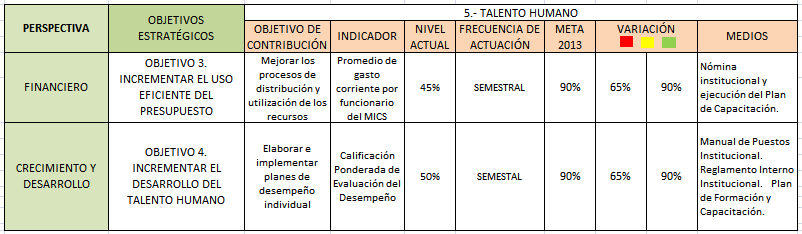 PERSPECTIVA
OBJETIVOS
ESTRATÉGICOS
5.- TALENTO HUMANO
OBJETIVO DE
CONTRIBUCIÓN
INDICADOR
NIVEL
ACTUAL
FRECUENCIA DE
ACTUACIÓN
META
2013
VARIACIÓN
MEDIOS
FINANCIERO
OBJETIVO 3.
INCREMENTAR EL USO
EFICIENTE DEL
PRESUPUESTO
Mejorar los
procesos de
distribución y
utilización de los
recursos
Promedio de
gasto
corriente por
funcionario
del MICS
45%
SEMESTRAL
90%
65%
90%
Nómina
institucional y
ejecución del Plan
de Capacitación.
CRECIMIENTO Y
DESARROLLO
OBJETIVO 4.
INCREMENTAR EL
DESARROLLO DEL
TALENTO HUMANO
Elaborar e
implementar
planes de
desempeño
individual
Calificación
Ponderada de
Evaluación del
Desempeño
50%
SEMESTAL
90%
65%
90%
Manual de Puestos
Institucional.
Reglamento Interno
Institucional. Plan
de Formación y
Capacitación.